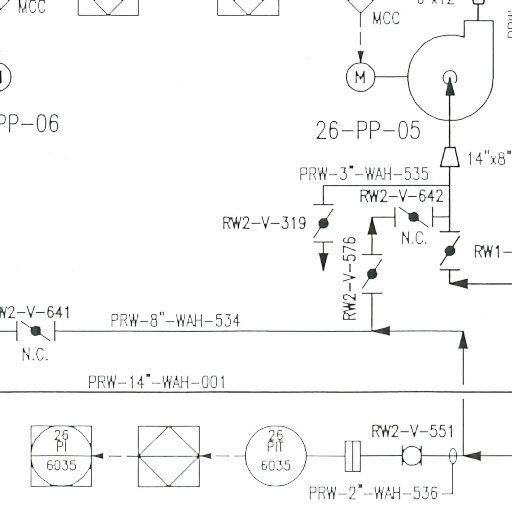 MCC
MCC
M
PP-06
26-PP-05
14"x8"
PRW-3"-WAH-535
RW2-V-642
RW2-V-319
N.C.
RW2-V-576
RW1-
W2-V-641
PRW-8"-WAH-534
N.C.
PRW-14"-WAH-001
26
PI
6035
26
PIT
6035
RW2-V-551
PRW-2"-WAH-536